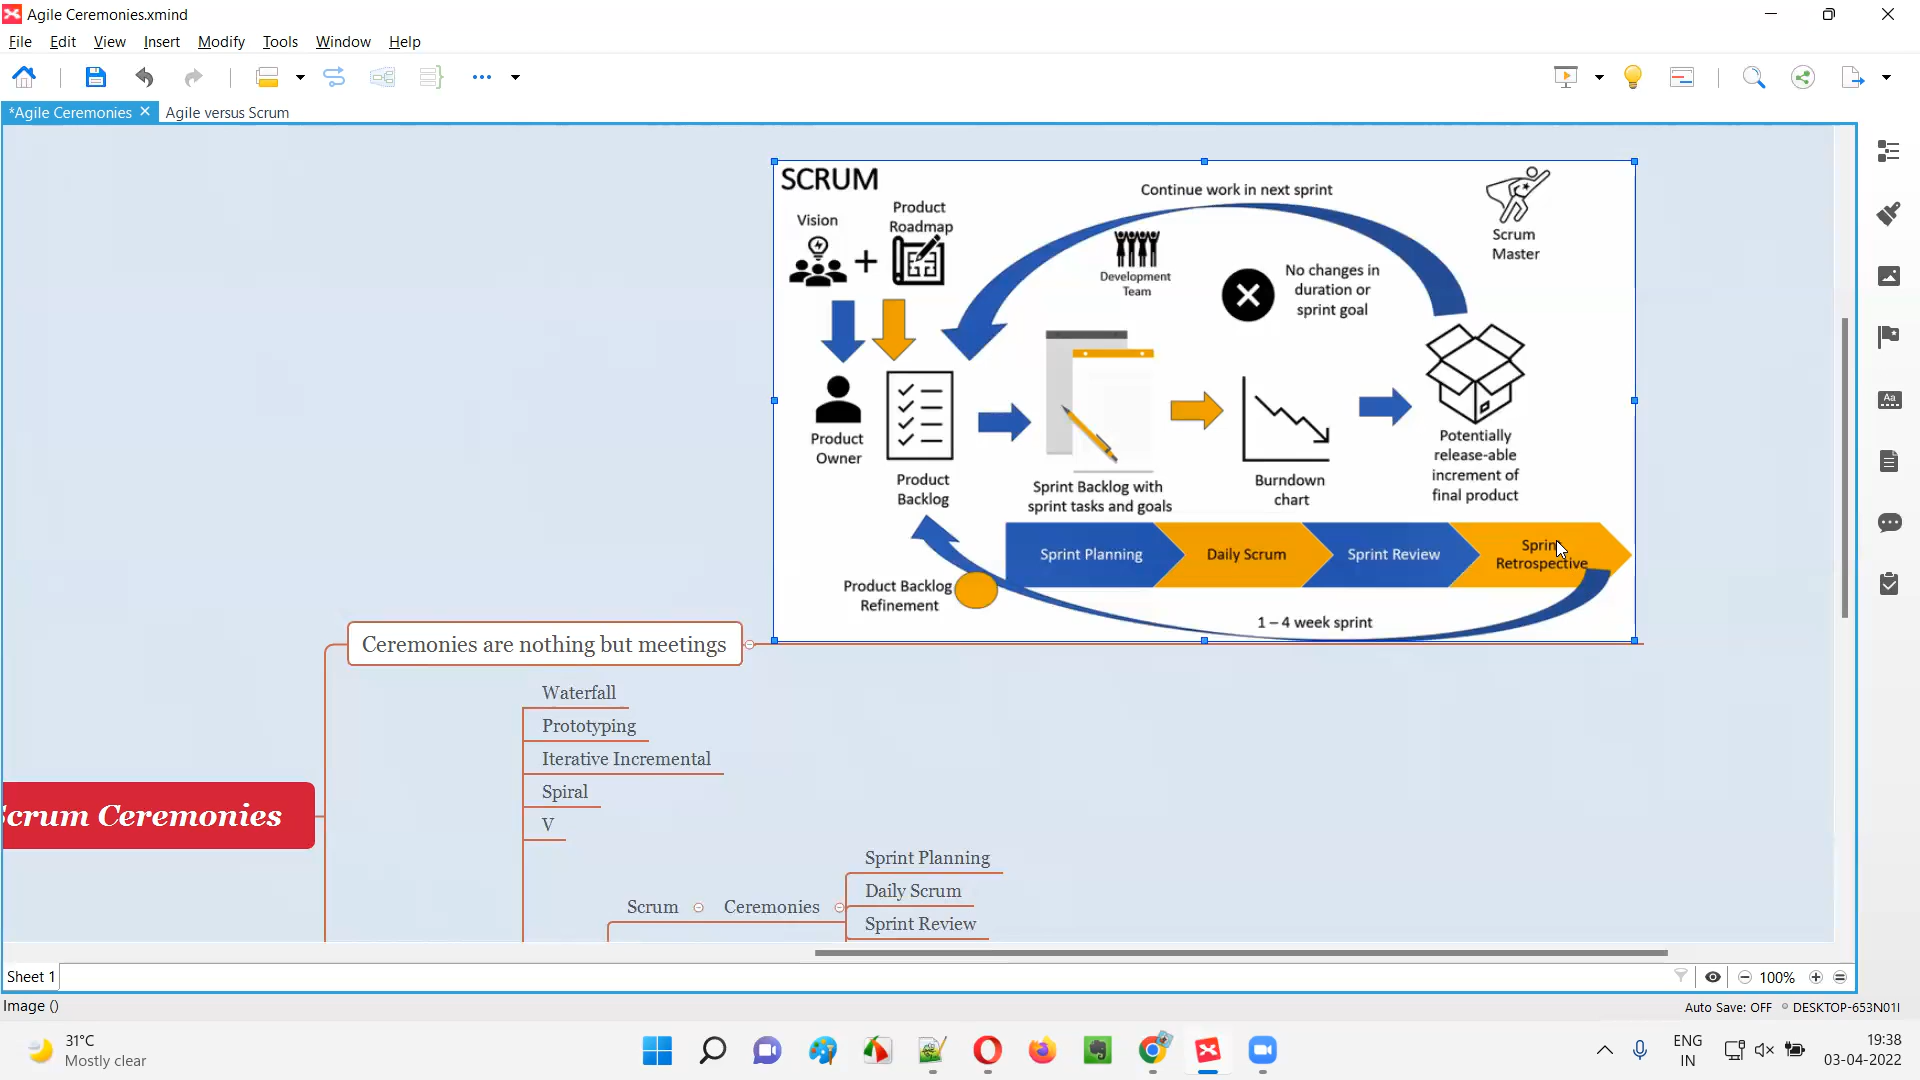 Agile Ceremonies.xmind
File Edit View Insert Modify Tools Window Help
*Agile Ceremonies Agile versus Scrum
SCRUM
Vision
Product
Roadmap
Continue work in next sprint
Scrum
Master
Development
Team
No changes in
duration or
sprint goal
Product
Owner
Product
Backlog
Sprint Backlog with
sprint tasks and goals
Burndown
chart
Potentially
release-able
increment of
final product
Sprint Planning
Daily Scrum
Sprint Review
Sprint
Retrospective
Product Backlog
Refinement
1 – 4 week sprint
Ceremonies are nothing but meetings
Waterfall
Prototyping
Iterative Incremental
Spiral
V
Scrum Ceremonies
Scrum
Ceremonies
Sprint Planning
Daily Scrum
Sprint Review
Sheet 1
100%
Image ()
Auto Save: OFF
DESKTOP-653N01I
31°C
Mostly clear
ENG
IN
19:38
03-04-2022